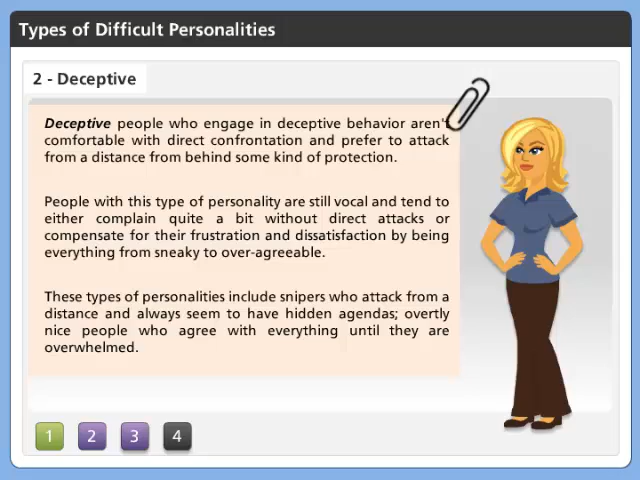 Types of Difficult Personalities
2 - Deceptive
Deceptive people who engage in deceptive behavior aren't
comfortable with direct confrontation and prefer to attack
from a distance from behind some kind of protection.
People with this type of personality are still vocal and tend to
either complain quite a bit without direct attacks or
compensate for their frustration and dissatisfaction by being
everything from sneaky to over-agreeable.
These types of personalities include snipers who attack from a
distance and always seem to have hidden agendas; overtly
nice people who agree with everything until they are
overwhelmed.
1 2 3 4